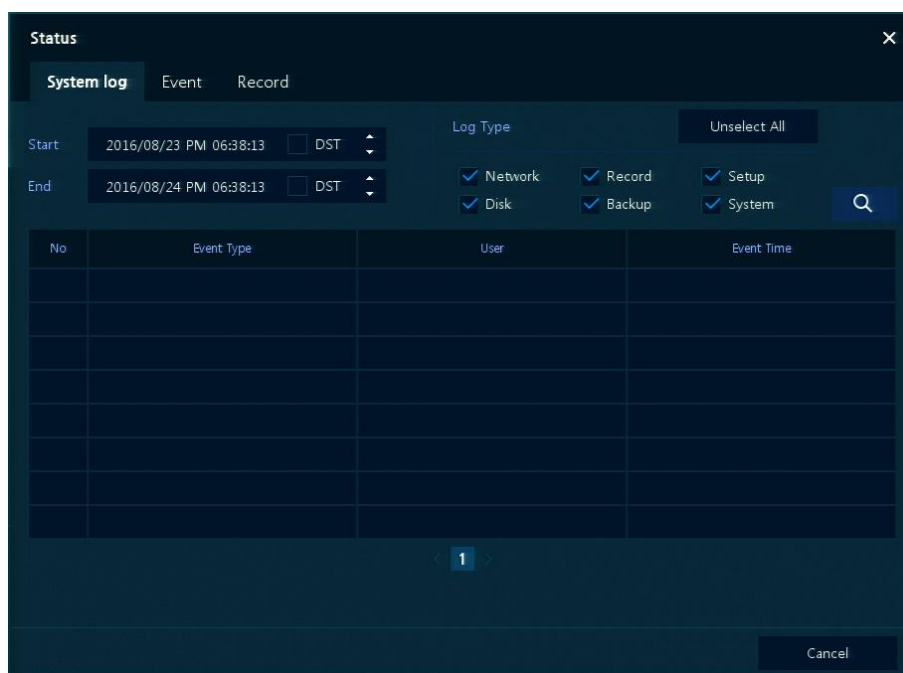 Status
System log Event Record
Start 2016/08/23 PM 06:38:13 DST
End 2016/08/24 PM 06:38:13 DST
Log Type Unselect All
Network Record Setup
Disk Backup System
No Event Type User Event Time
1
Cancel